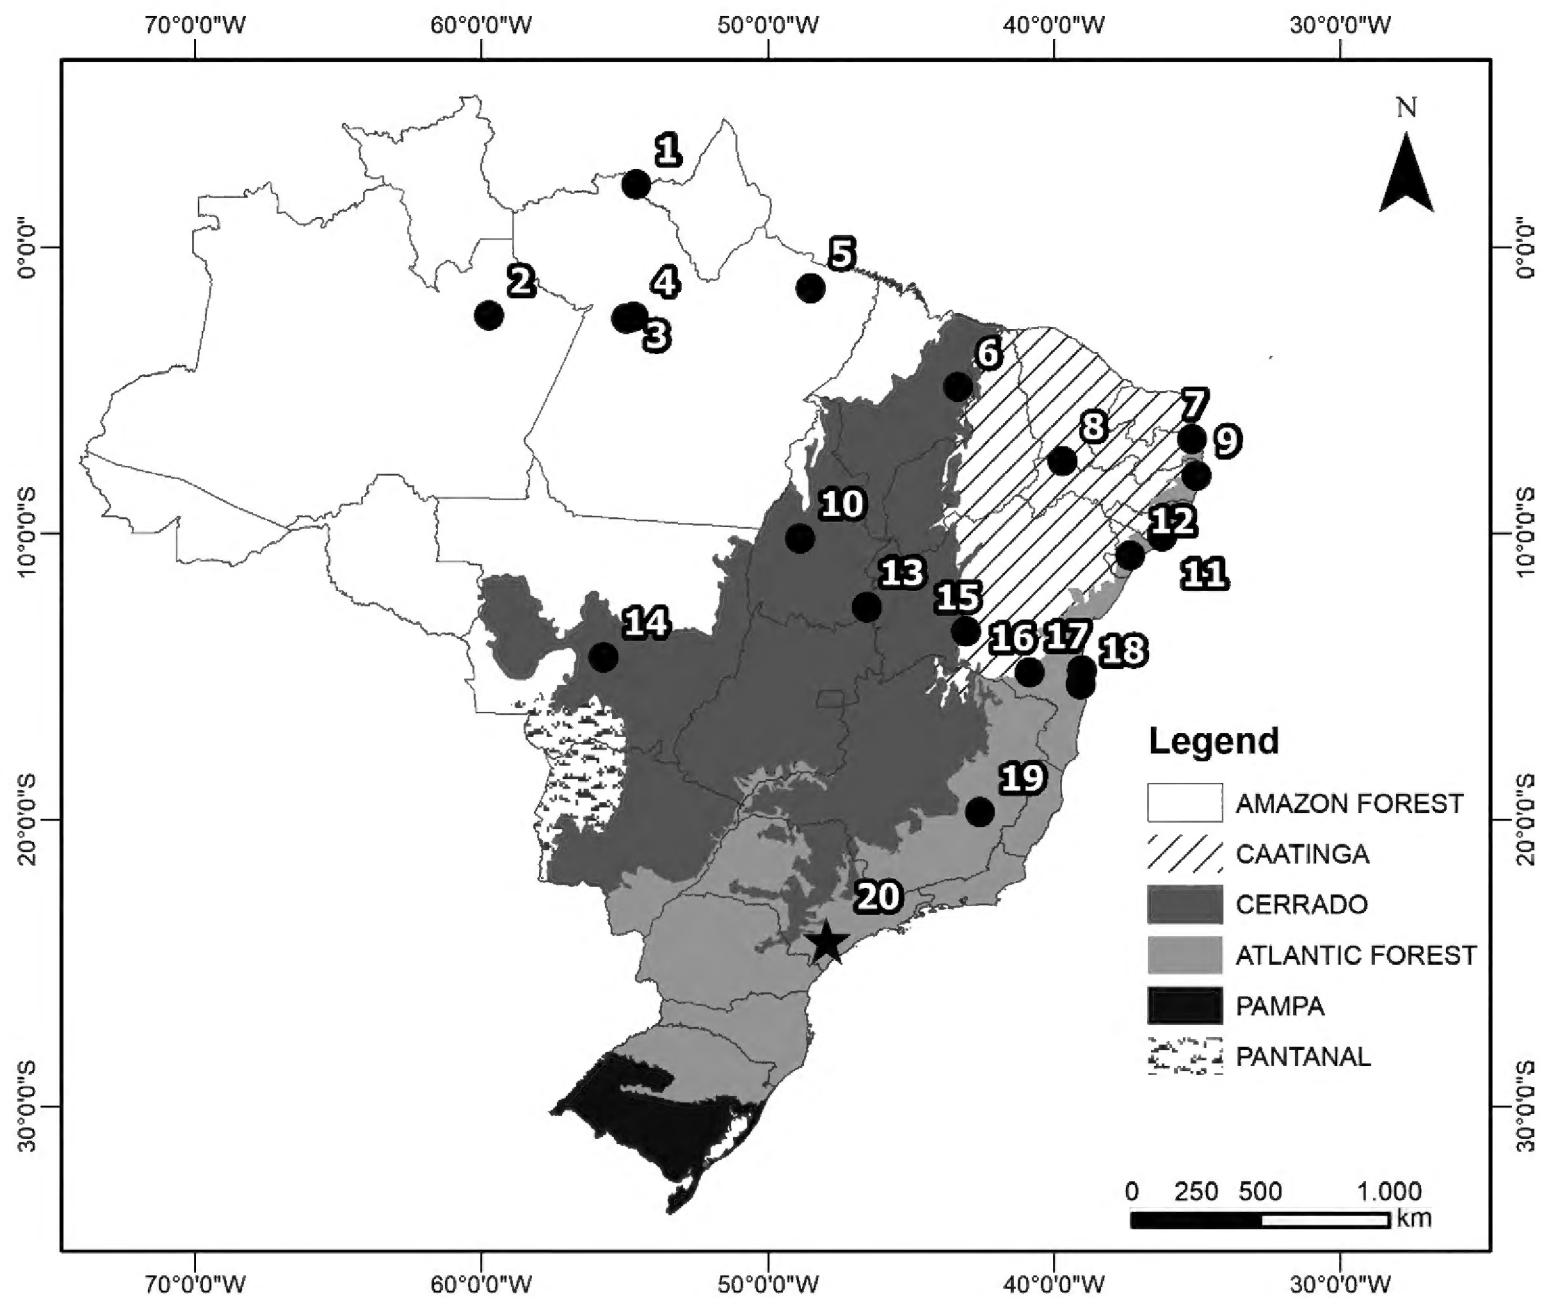 70°0'0"W 60°0'0"W 50°0'0"W 40°0'0"W 30°0'0"W
N
1
0°0'0" 5 0°0'0"
2 4
3
6
7
8 9
10
10°0'0"S 12 10°0'0"S
13 11
14 15
16 17 18
Legend
19
AMAZON FOREST
20°0'0"S 20°0'0"S
CAATINGA
20 CERRADO
ATLANTIC FOREST
PAMPA
PANTANAL
30°0'0"S 30°0'0"S
0 250 500 1.000
km
70°0'0"W 60°0'0"W 50°0'0"W 40°0'0"W 30°0'0"W